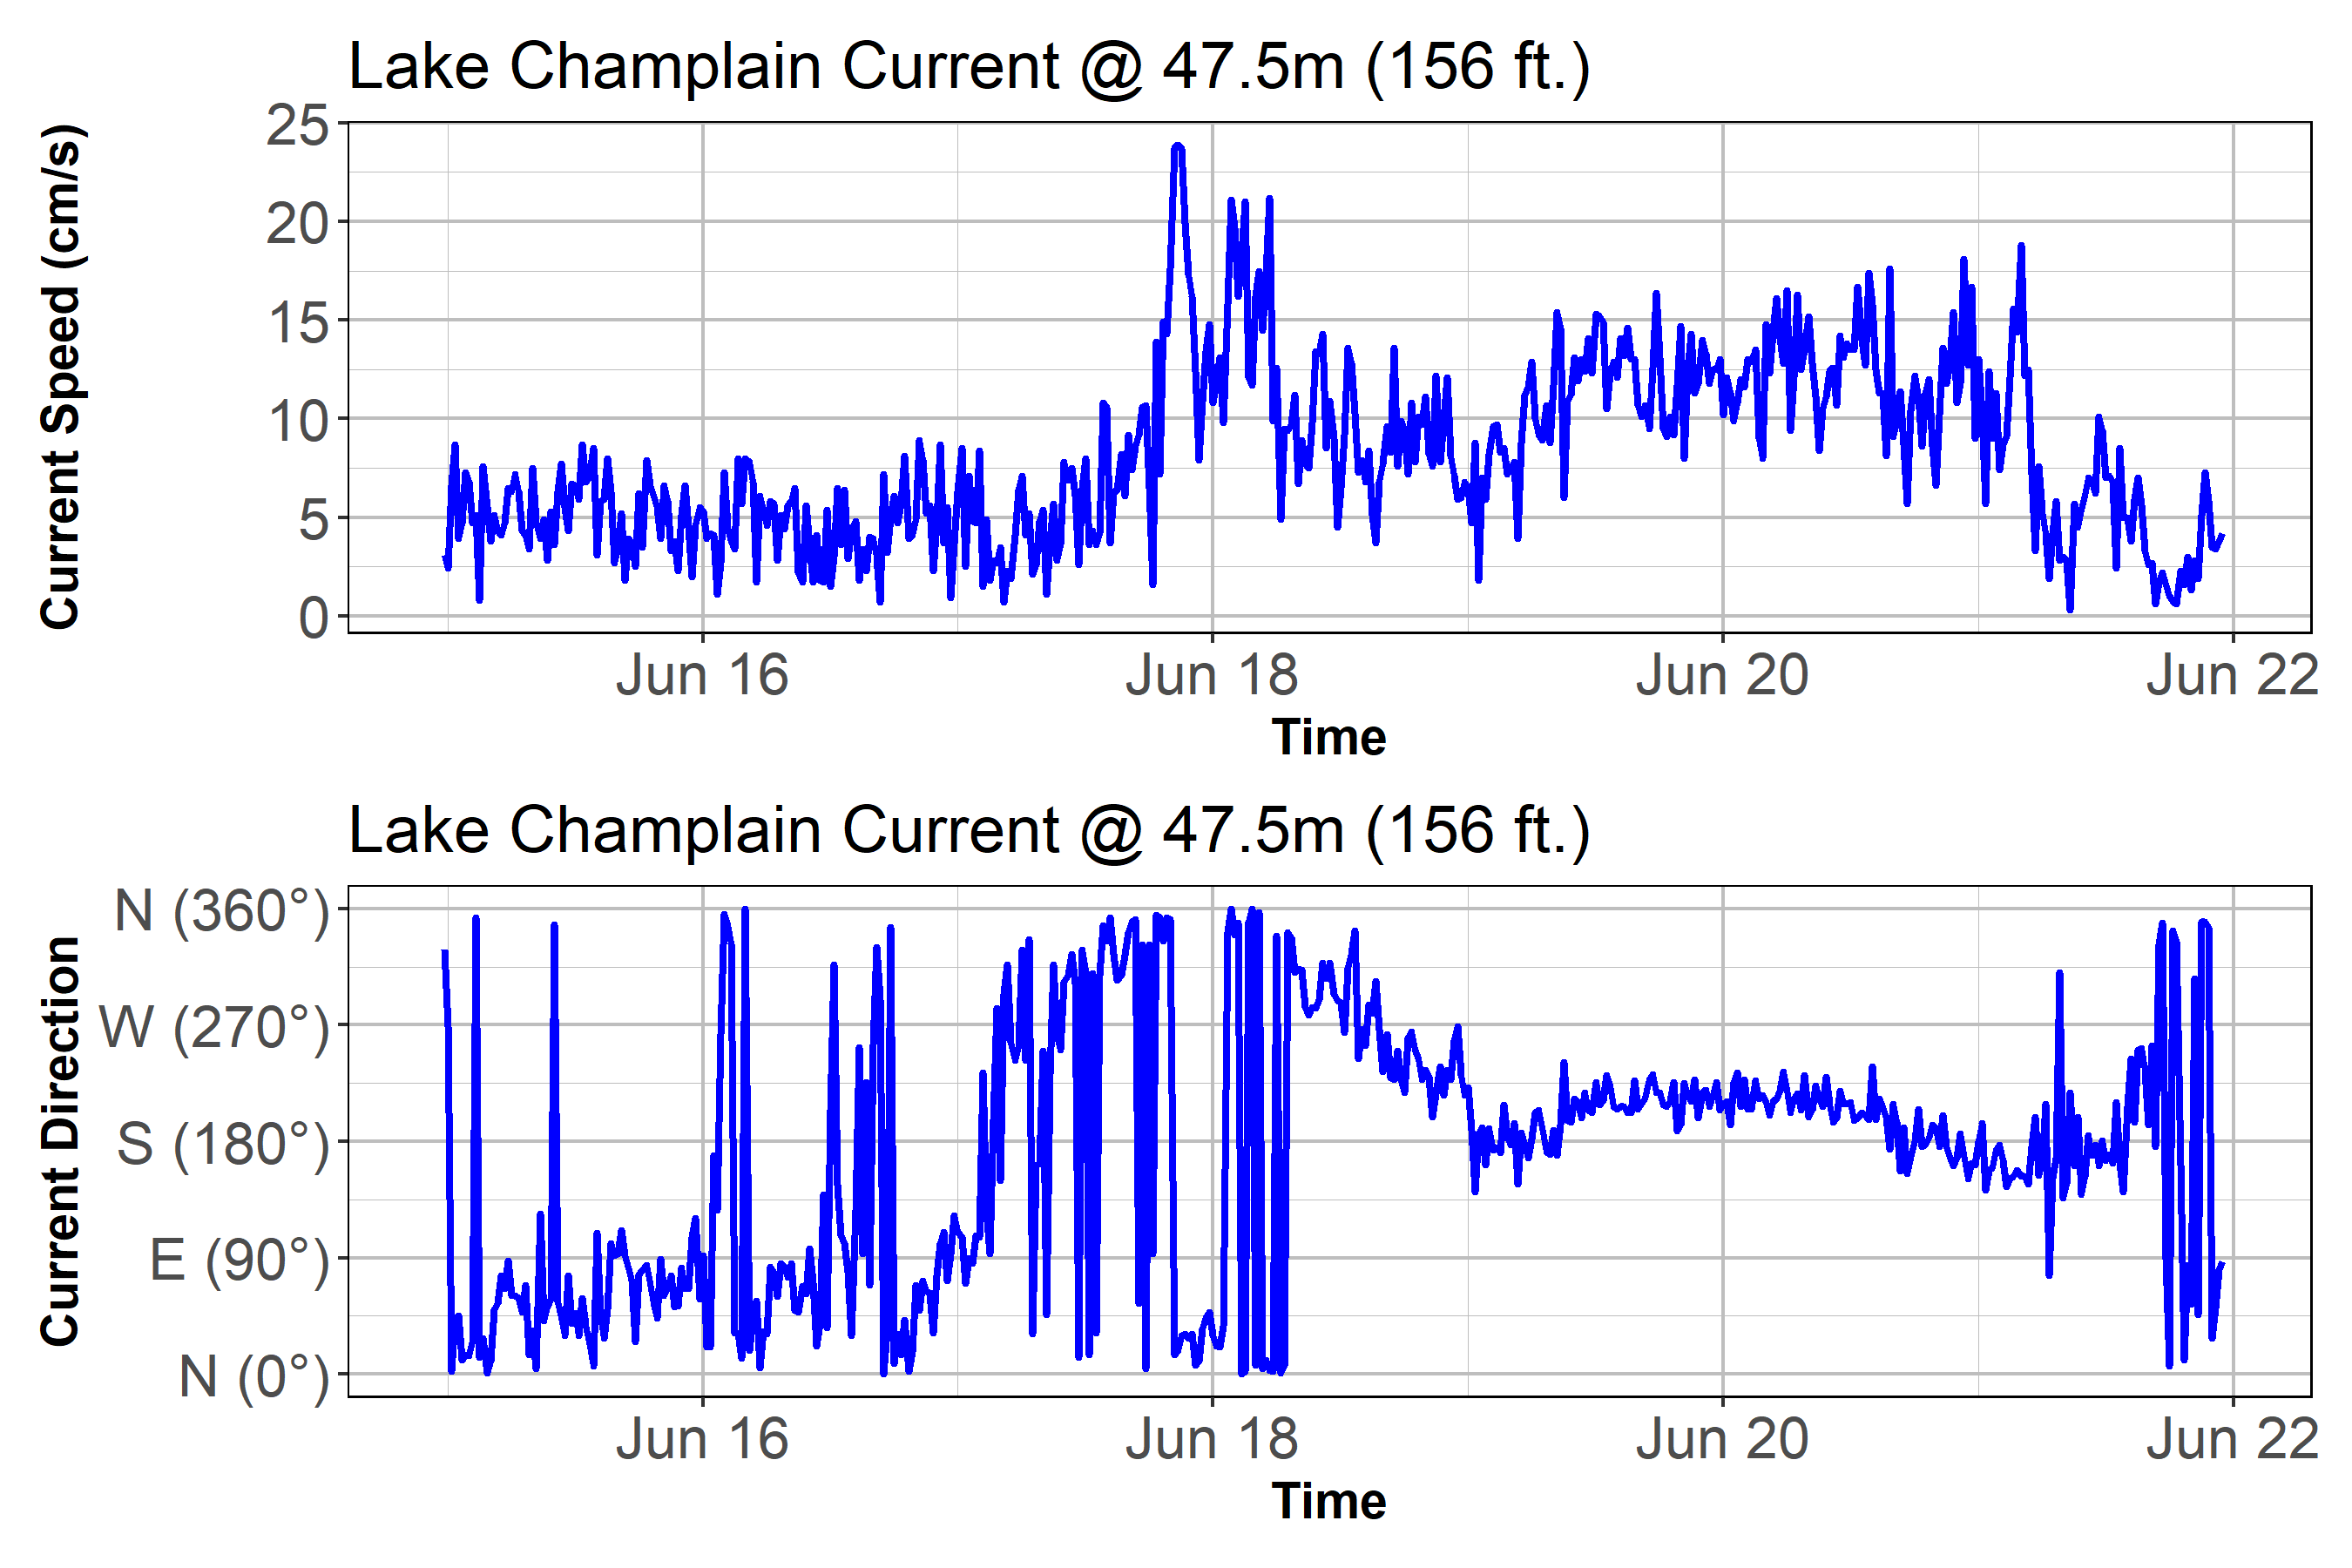 Lake Champlain Current @ 47.5m (156 ft.)
Current Speed (cm/s)
25
20
15
10
5
0
Jun 16 Jun 18 Jun 20 Jun 22
Time
Lake Champlain Current @ 47.5m (156 ft.)
Current Direction
N (360°)
W (270°)
S (180°)
E (90°)
N (0°)
Jun 16 Jun 18 Jun 20 Jun 22
Time